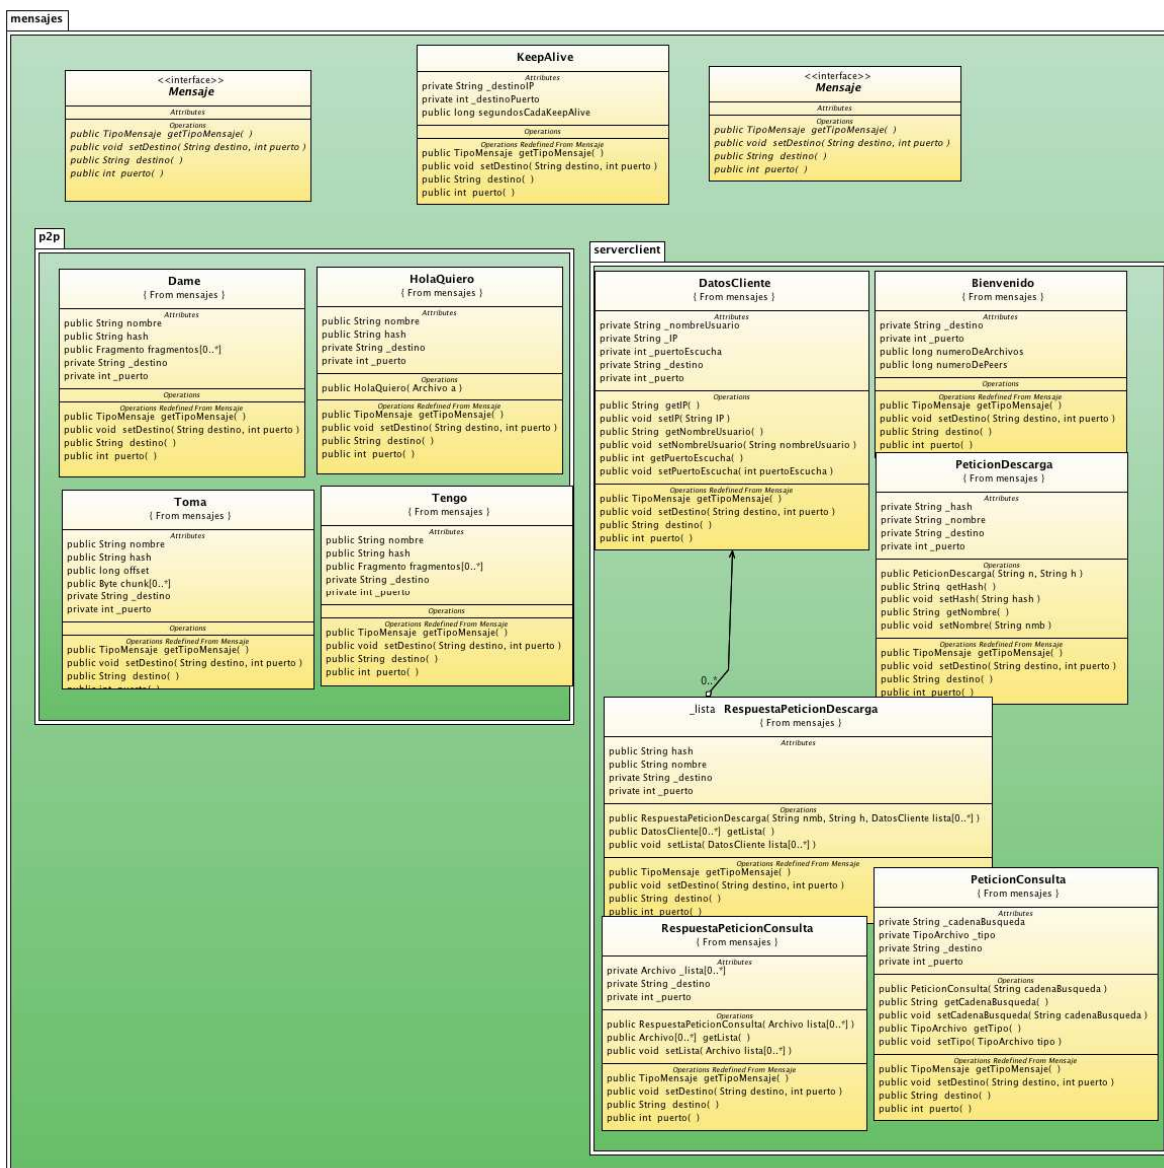 mensajes
<<interface>>
Mensaje
Attributes
Operations
public TipoMensaje getTipoMensaje( )
public void setDestino( String destino, int puerto )
public String destino( )
public int puerto( )
KeepAlive
Attributes
private String _destinoIP
private int _destinoPuerto
public long segundosCadaKeepAlive
Operations
Operations Redefined From Mensaje
public TipoMensaje getTipoMensaje( )
public void setDestino( String destino, int puerto )
public String destino( )
public int puerto( )
<<interface>>
Mensaje
Attributes
Operations
public TipoMensaje getTipoMensaje( )
public void setDestino( String destino, int puerto )
public String destino( )
public int puerto( )
p2p
Dame
{ From mensajes }
Attributes
public String nombre
public String hash
public Fragmento fragmentos[0..*]
private String _destino
private int _puerto
Operations
Operations Redefined From Mensaje
public TipoMensaje getTipoMensaje( )
public void setDestino( String destino, int puerto )
public String destino( )
public int puerto( )
HolaQuiero
{ From mensajes }
Attributes
public String nombre
public String hash
private String _destino
private int _puerto
Operations
public HolaQuiero( Archivo a )
Operations Redefined From Mensaje
public TipoMensaje getTipoMensaje( )
public void setDestino( String destino, int puerto )
public String destino( )
public int puerto( )
Toma
{ From mensajes }
Attributes
public String nombre
public String hash
public long offset
public Byte chunk[0..*]
private String _destino
private int _puerto
Operations
Operations Redefined From Mensaje
public TipoMensaje getTipoMensaje( )
public void setDestino( String destino, int puerto )
public String destino( )
public int puerto( )
Tengo
{ From mensajes }
Attributes
public String nombre
public String hash
public Fragmento fragmentos[0..*]
private String _destino
private int _puerto
Operations
Operations Redefined From Mensaje
public TipoMensaje getTipoMensaje( )
public void setDestino( String destino, int puerto )
public String destino( )
public int puerto( )
serverclient
DatosCliente
{ From mensajes }
Attributes
private String _nombreUsuario
private String _IP
private int _puertoEscucha
private String _destino
private int _puerto
Operations
public String getIP( )
public void setIP( String IP )
public String getNombreUsuario( )
public void setNombreUsuario( String nombreUsuario )
public int getPuertoEscucha( )
public void setPuertoEscucha( int puertoEscucha )
Operations Redefined From Mensaje
public TipoMensaje getTipoMensaje( )
public void setDestino( String destino, int puerto )
public String destino( )
public int puerto( )
Bienvenido
{ From mensajes }
Attributes
private String _destino
private int _puerto
public long numeroDeArchivos
public long numeroDePeers
Operations
Operations Redefined From Mensaje
public TipoMensaje getTipoMensaje( )
public void setDestino( String destino, int puerto )
public String destino( )
public int puerto( )
PeticionDescarga
{ From mensajes }
Attributes
private String _hash
private String _nombre
private String _destino
private int _puerto
Operations
public PeticionDescarga( String n, String h )
public String getHash( )
public void setHash( String hash )
public String getNombre( )
public void setNombre( String nmb )
Operations Redefined From Mensaje
public TipoMensaje getTipoMensaje( )
public void setDestino( String destino, int puerto )
public String destino( )
public int puerto( )
0..*
_lista RespuestaPeticionDescarga
{ From mensajes }
Attributes
public String hash
public String nombre
private String _destino
private int _puerto
Operations
public RespuestaPeticionDescarga( String nmb, String h, DatosCliente lista[0..*] )
public DatosCliente[0..*] getLista( )
public void setLista( DatosCliente lista[0..*] )
Operations Redefined From Mensaje
public TipoMensaje getTipoMensaje( )
public void setDestino( String destino, int puerto )
public String destino( )
public int puerto( )
RespuestaPeticionConsulta
{ From mensajes }
Attributes
private Archivo _lista[0..*]
private String _destino
private int _puerto
Operations
public RespuestaPeticionConsulta( Archivo lista[0..*] )
public Archivo[0..*] getLista( )
public void setLista( Archivo lista[0..*] )
Operations Redefined From Mensaje
public TipoMensaje getTipoMensaje( )
public void setDestino( String destino, int puerto )
public String destino( )
public int puerto( )
PeticionConsulta
{ From mensajes }
Attributes
private String _cadenaBusqueda
private TipoArchivo _tipo
private String _destino
private int _puerto
Operations
public PeticionConsulta( String cadenaBusqueda )
public String getCadenaBusqueda( )
public void setCadenaBusqueda( String cadenaBusqueda )
public TipoArchivo getTipo( )
public void setTipo( TipoArchivo tipo )
Operations Redefined From Mensaje
public TipoMensaje getTipoMensaje( )
public void setDestino( String destino, int puerto )
public String destino( )
public int puerto( )